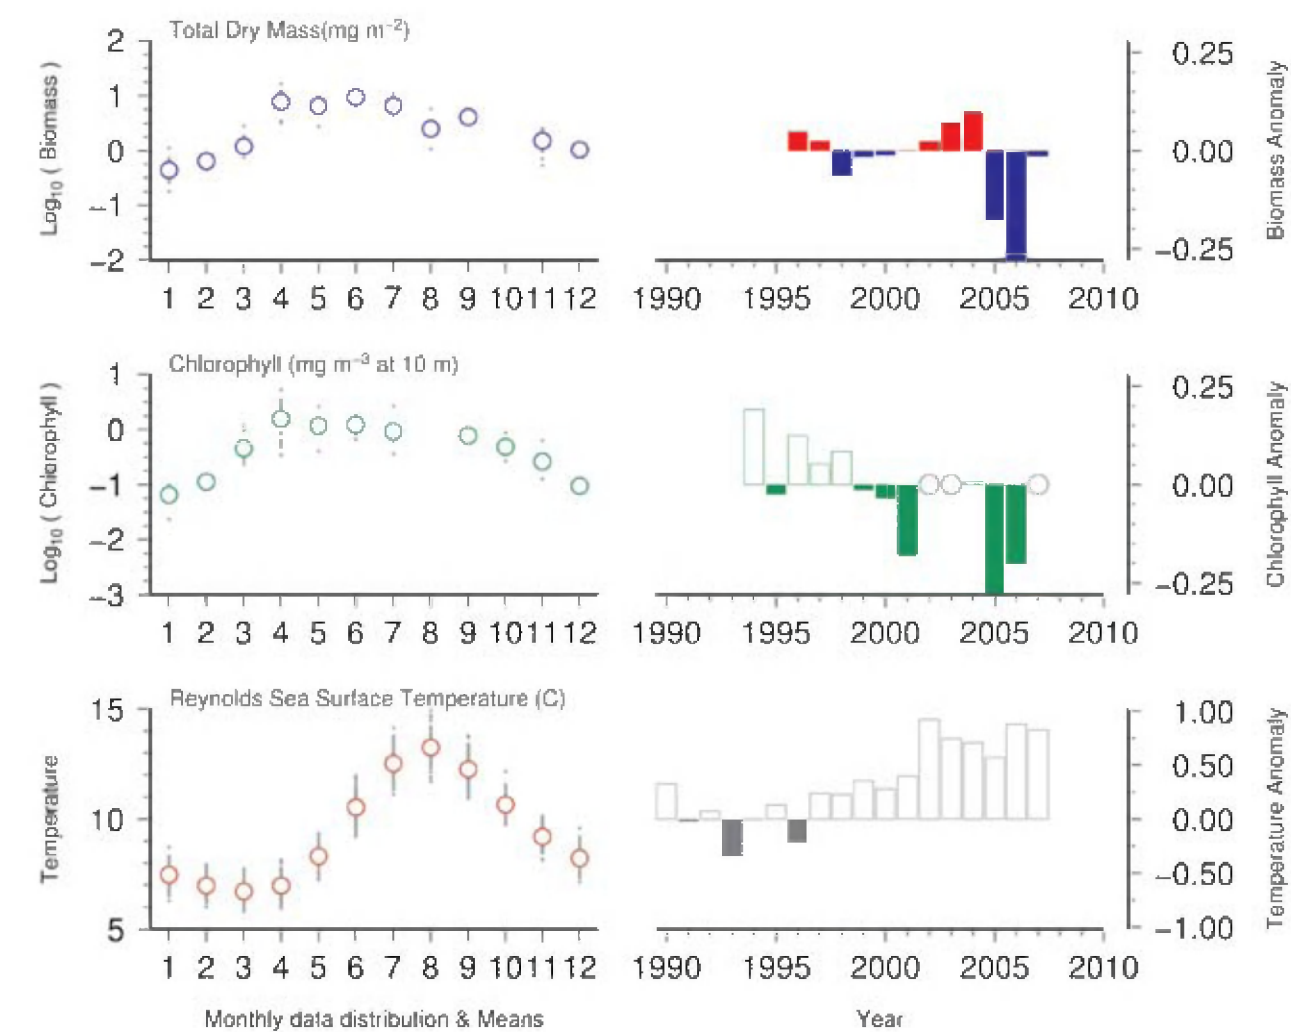 Total Dry Mass(mg m⁻²)
Log₁₀ ( Biomass )
2
1
0
−1
−2
1 2 3 4 5 6 7 8 9 10 11 12
0.25
0.00
−0.25
Biomass Anomaly
1990 1995 2000 2005 2010
Chlorophyll (mg m⁻³ at 10 m)
Log₁₀ ( Chlorophyll )
1
0
−1
−2
−3
1 2 3 4 5 6 7 8 9 10 11 12
0.25
0.00
−0.25
Chlorophyll Anomaly
1990 1995 2000 2005 2010
Reynolds Sea Surface Temperature (C)
Temperature
15
10
5
1 2 3 4 5 6 7 8 9 10 11 12
Monthly data distribution & Means
1.00
0.50
0.00
−0.50
−1.00
Temperature Anomaly
1990 1995 2000 2005 2010
Year